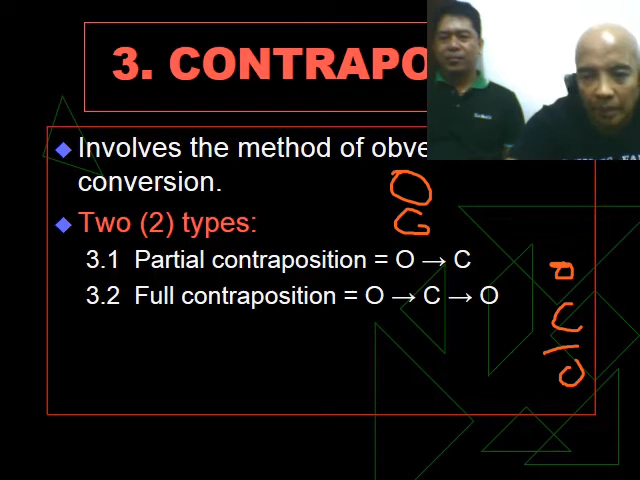 3. CONTRAPO
Involves the method of obve
conversion.
Two (2) types:
3.1 Partial contraposition = O → C
3.2 Full contraposition = O → C → O
O
C